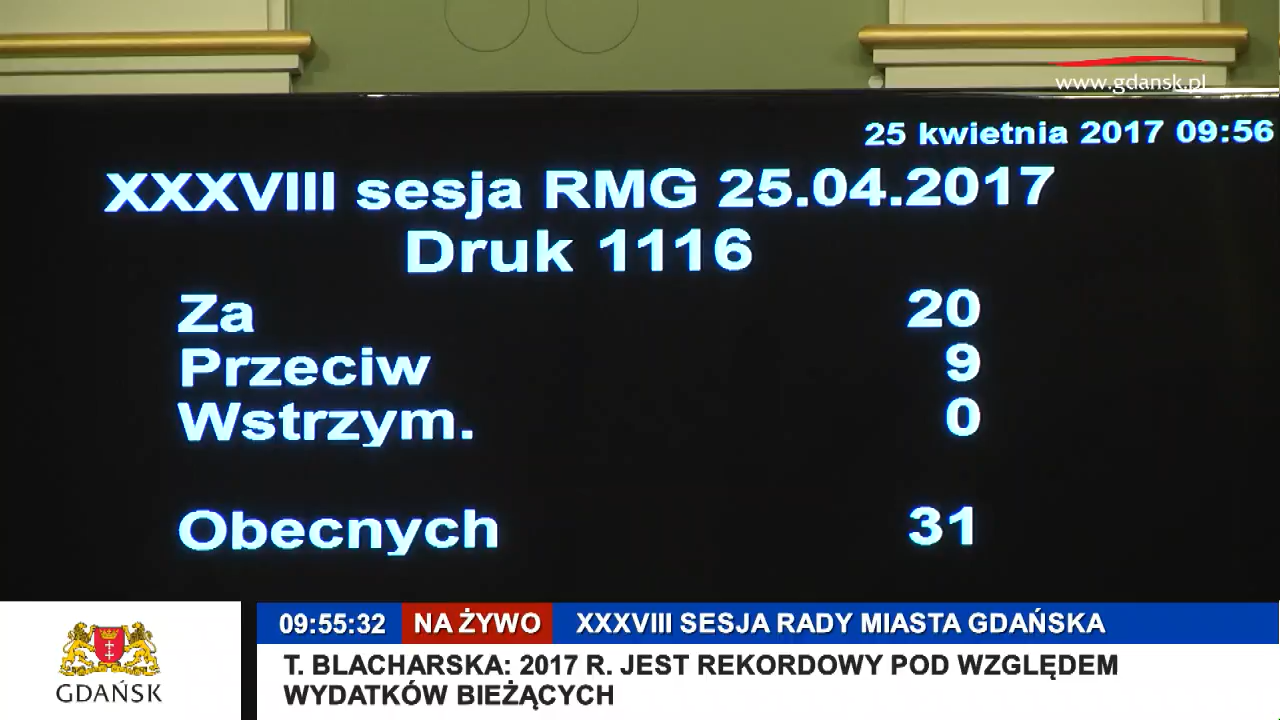 www.gdansk.pl
25 kwietnia 2017 09:56
XXXVIII sesja RMG 25.04.2017
Druk 1116
Za 20
Przeciw 9
Wstrzym. 0
Obecnych 31
09:55:32 NA ŻYWO XXXVIII SESJA RADY MIASTA GDAŃSKA
GDAŃSK
T. BLACHARSKA: 2017 R. JEST REKORDOWY POD WZGLĘDEM
WYDATKÓW BIEŻĄCYCH